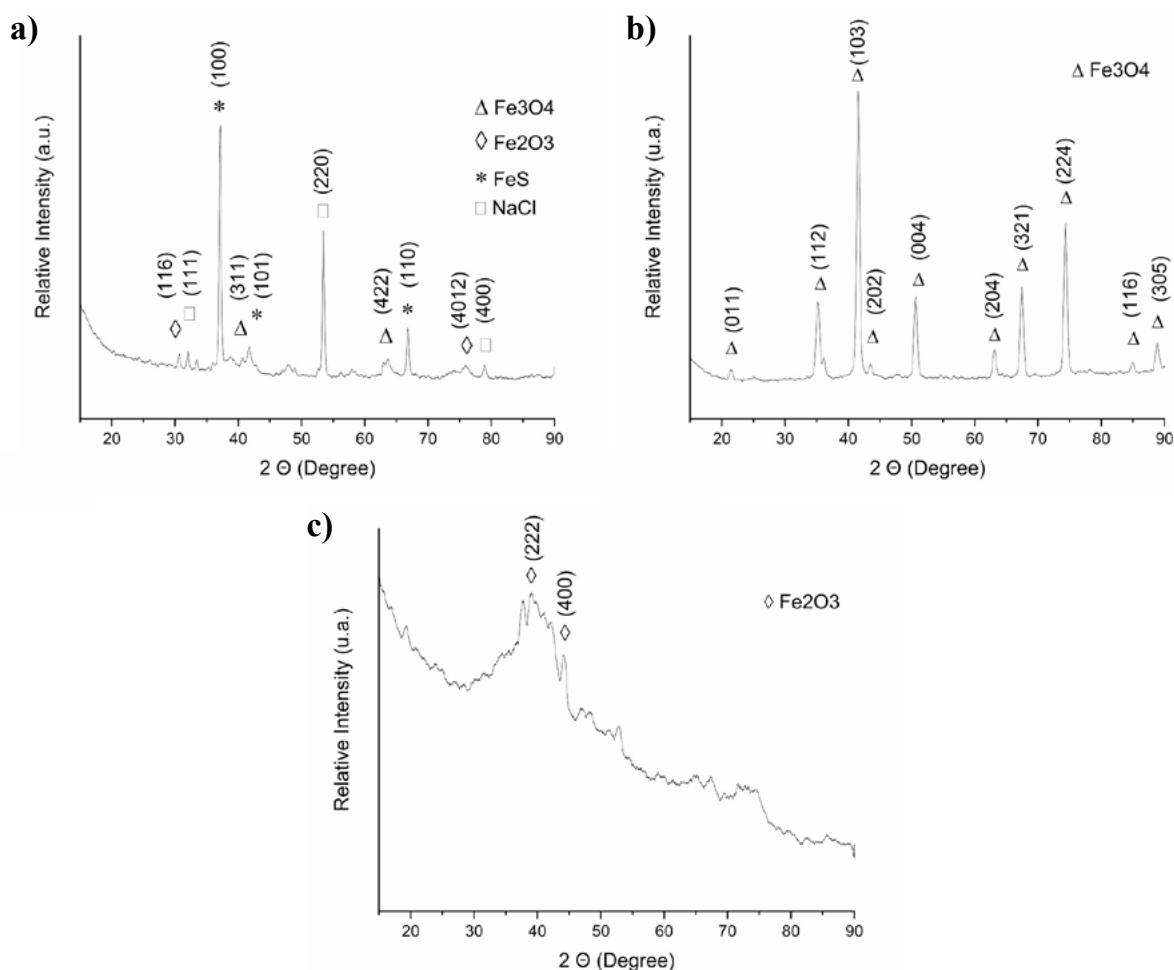 a)
Relative Intensity (a.u.)
(116)
(111)
(100)
(311)
(101)
(220)
(422)
(110)
(4012)
(400)
Δ Fe3O4
◊ Fe2O3
* FeS
□ NaCl
20 30 40 50 60 70 80 90
2 Θ (Degree)
b)
Relative Intensity (u.a.)
(011)
(112)
(103)
(202)
(004)
(204)
(321)
(224)
(116)
(305)
Δ Fe3O4
20 30 40 50 60 70 80 90
2 Θ (Degree)
c)
Relative Intensity (u.a.)
(222)
(400)
◊ Fe2O3
20 30 40 50 60 70 80 90
2 Θ (Degree)